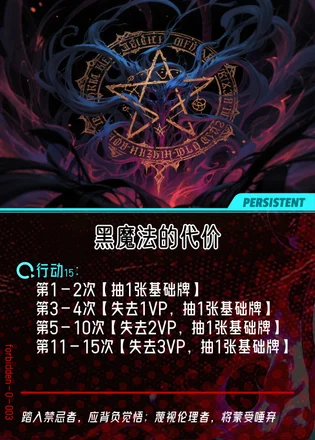 PERSISTENT
黑魔法的代价
行动15：
第1-2次【抽1张基础牌】
第3-4次【失去1VP，抽1张基础牌】
第5-10次【失去2VP，抽1张基础牌】
第11-15次【失去3VP，抽1张基础牌】
forbidden-0-003
踏入禁忌者，应背负觉悟；蔑视伦理者，将蒙受唾弃